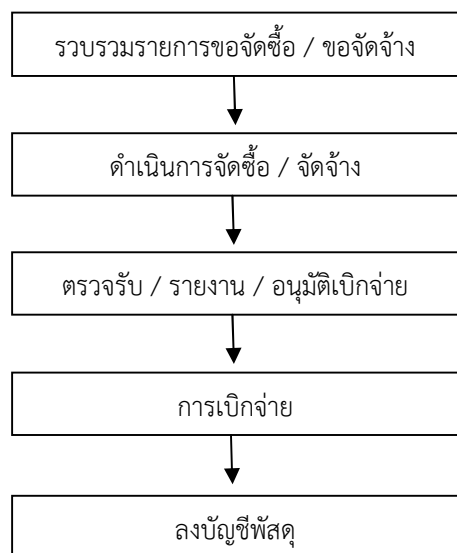 รวบรวมรายการขอจัดซื้อ / ขอจัดจ้าง
ดำเนินการจัดซื้อ / จัดจ้าง
ตรวจรับ / รายงาน / อนุมัติเบิกจ่าย
การเบิกจ่าย
ลงบัญชีพัสดุ